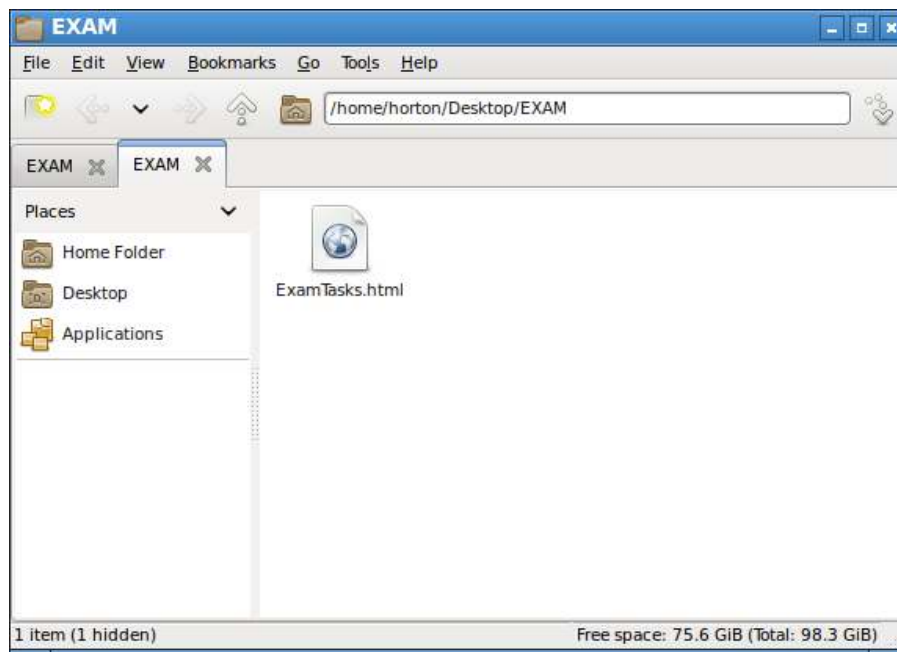 EXAM
File Edit View Bookmarks Go Tools Help
/home/horton/Desktop/EXAM
EXAM EXAM
Places
Home Folder
Desktop
Applications
ExamTasks.html
1 item (1 hidden) Free space: 75.6 GiB (Total: 98.3 GiB)